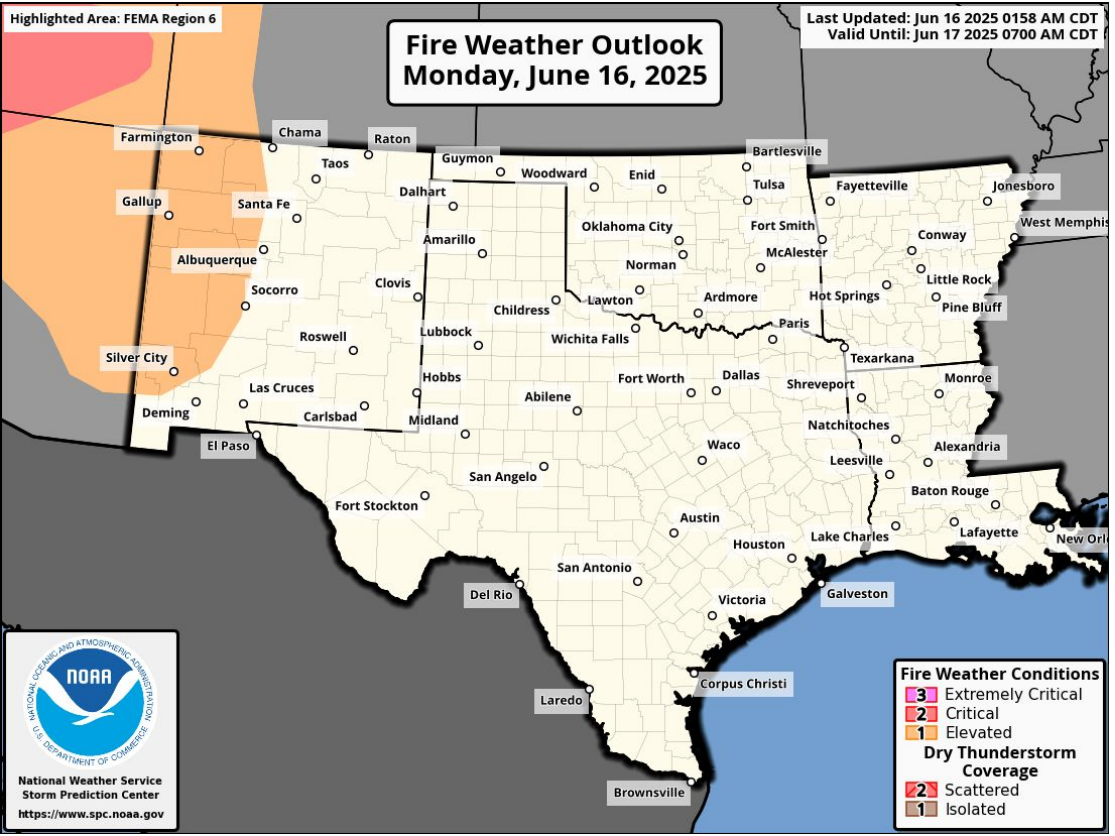 Highlighted Area: FEMA Region 6
Fire Weather Outlook
Monday, June 16, 2025
Last Updated: Jun 16 2025 0158 AM CDT
Valid Until: Jun 17 2025 0700 AM CDT
Farmington
Chama
Raton
Taos
Guymon
Woodward
Enid
Bartlesville
Tulsa
Fayetteville
Jonesboro
Gallup
Santa Fe
Dalhart
West Memphis
Albuquerque
Amarillo
Oklahoma City
Fort Smith
Conway
Norman
McAlester
Little Rock
Socorro
Clovis
Childress
Lawton
Ardmore
Hot Springs
Pine Bluff
Roswell
Lubbock
Wichita Falls
Paris
Texarkana
Silver City
Las Cruces
Hobbs
Abilene
Fort Worth
Dallas
Shreveport
Monroe
Deming
Carlsbad
Midland
Natchitoches
El Paso
San Angelo
Waco
Leesville
Alexandria
Fort Stockton
Austin
Baton Rouge
Houston
Lake Charles
Lafayette
New Orl
San Antonio
Del Rio
Victoria
Galveston
Laredo
Corpus Christi
Brownsville
NATIONAL OCEANIC AND ATMOSPHERIC ADMINISTRATION
NOAA
U.S. DEPARTMENT OF COMMERCE
National Weather Service
Storm Prediction Center
https://www.spc.noaa.gov
Fire Weather Conditions
3 Extremely Critical
2 Critical
1 Elevated
Dry Thunderstorm
Coverage
2 Scattered
1 Isolated